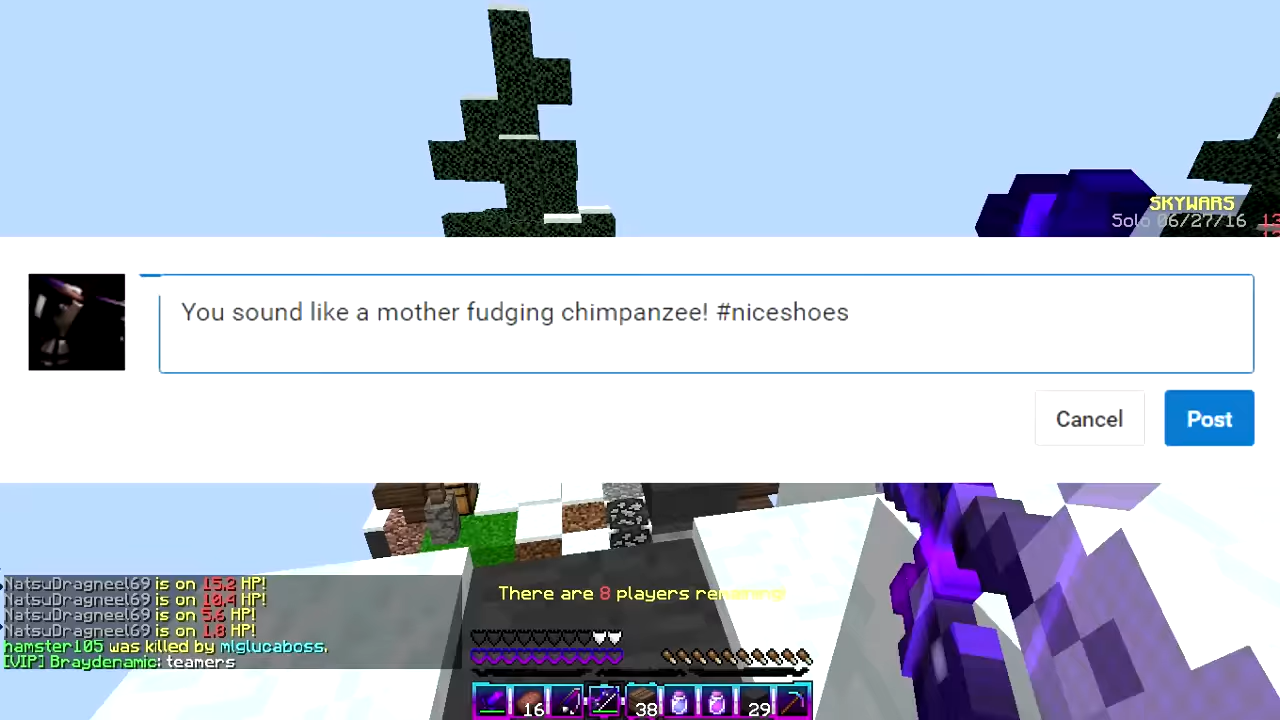 SKYWARS
Solo 06/27/16
You sound like a mother fudging chimpanzee! #niceshoes
Cancel
Post
There are 8 players remaining!
NatsuDragneel69 is on 15.2 HP!
NatsuDragneel69 is on 10.4 HP!
NatsuDragneel69 is on 5.6 HP!
NatsuDragneel69 is on 1.8 HP!
hamster105 was killed by mlglucaboss.
[VIP] Braydenamic: teamers
16
38
29